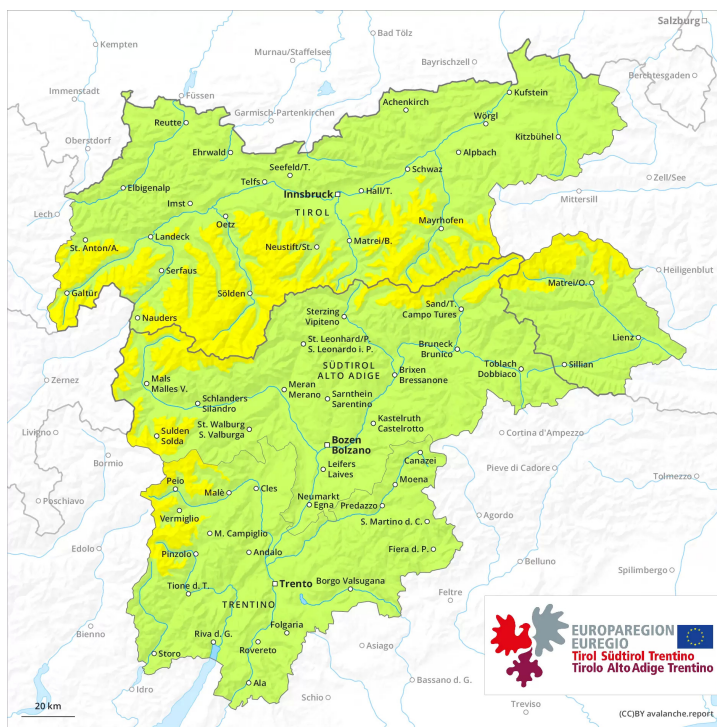 Salzburg
Kempten
Bad Tölz
Murnau/Staffelsee
Bayrischzell
Berchtesgaden
Immenstadt
Füssen
Garmisch-Partenkirchen
Kufstein
Achenkirch
Wörgl
Reutte
Oberstdorf
Ehrwald
Kitzbühel
Alpbach
Seefeld/T.
Schwaz
Zell/See
Telfs
Elbigenalp
Innsbruck
Hall/T.
Mittersill
Imst
Lech
TIROL
Oetz
Mayrhofen
Landeck
St. Anton/A.
Neustift/St.
Matrei/B.
Serfaus
Heiligenblut
Galtür
Sölden
Matrei/O.
Nauders
Sand/T.
Campo Tures
Sterzing
Vipiteno
St. Leonhard/P.
S. Leonardo i. P.
Bruneck
Brunico
Lienz
Toblach
Dobbiaco
Sillian
SÜDTIROL
ALTO ADIGE
Brixen
Bressanone
Zernez
Mals
Malles V.
Meran
Merano
Schlanders
Silandro
Sarnthein
Sarentino
Kastelruth
Castelrotto
St. Walburg
S. Valburga
Livigno
Sulden
Solda
Cortina d'Ampezzo
Bozen
Bolzano
Bormio
Canazei
Pieve di Cadore
Leifers
Laives
Tolmezzo
Poschiavo
Peio
Malè
Cles
Moena
Neumarkt
Egna
Predazzo
Vermiglio
Agordo
S. Martino d. C.
M. Campiglio
Edolo
Pinzolo
Andalo
Fiera d. P.
Belluno
Spilimbergo
Trento
Tione d. T.
Borgo Valsugana
Feltre
TRENTINO
Folgaria
Bienno
Riva d. G.
Rovereto
Asiago
Storo
Bassano d. G.
Idro
Ala
Schio
Treviso
20 km
EUROPAREGION
EUREGIO
Tirol Südtirol Trentino
Tirolo Alto Adige Trentino
(CC)BY avalanche.report